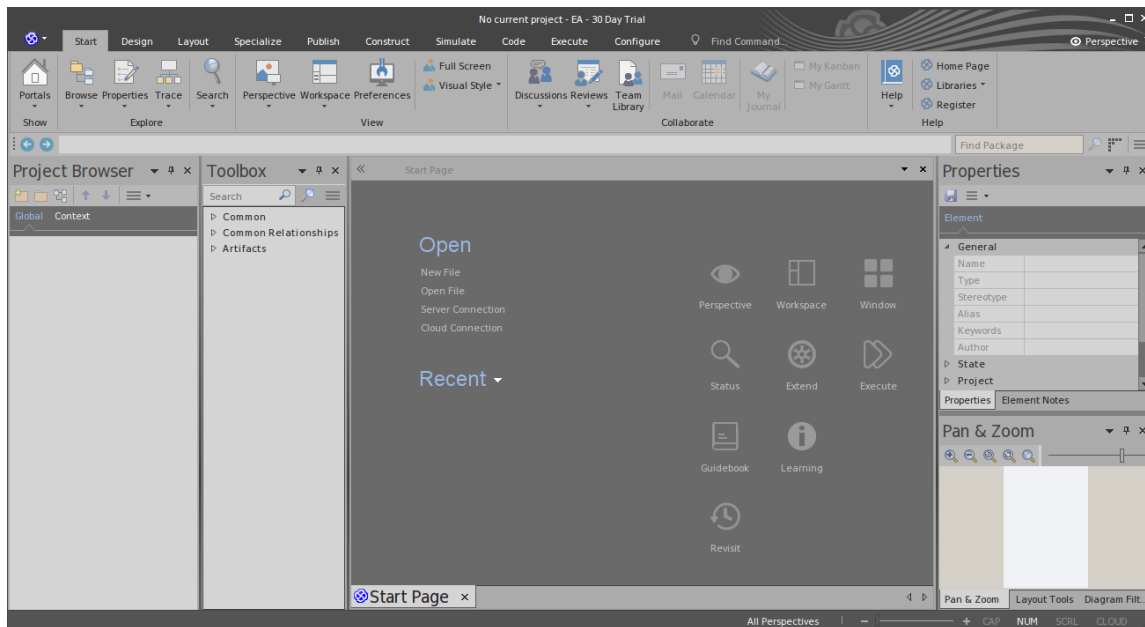 No current project - EA - 30 Day Trial
Start Design Layout Specialize Publish Construct Simulate Code Execute Configure Find Command... Perspective
Portals Browse Properties Trace Search Perspective Workspace Preferences
Full Screen
Visual Style
Discussions Reviews Team Library Mail Calendar My Journal
My Kanban
My Gantt
Help
Home Page
Libraries
Register
Show Explore View Collaborate Help
Find Package
Project Browser
Global Context
Toolbox
Search
Common
Common Relationships
Artifacts
Start Page
Open
New File
Open File
Server Connection
Cloud Connection
Recent
Perspective Workspace Window
Status Extend Execute
Guidebook Learning
Revisit
Start Page
Properties
Element
General
Name
Type
Stereotype
Alias
Keywords
Author
State
Project
Properties Element Notes
Pan & Zoom
Pan & Zoom Layout Tools Diagram Filt...
All Perspectives CAP NUM SCRL CLOUD